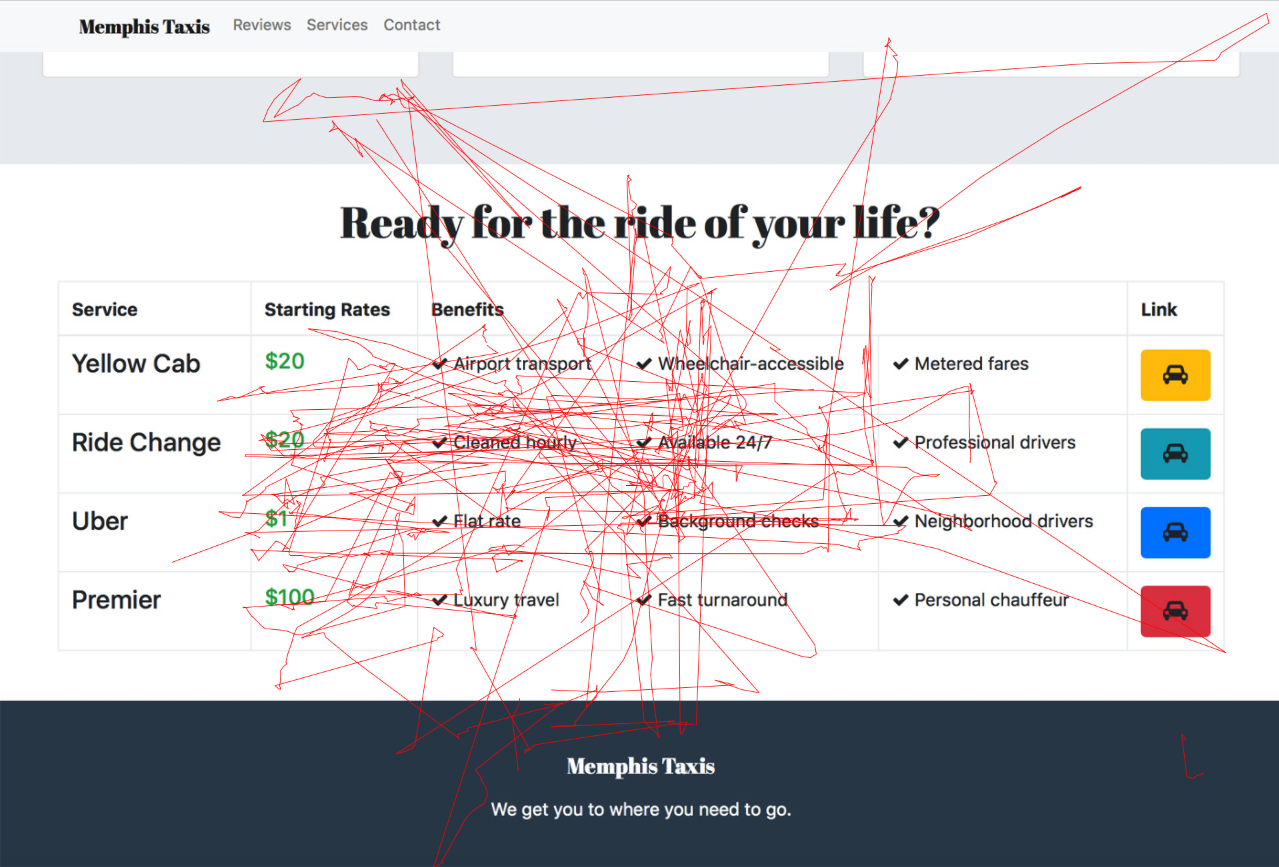 Memphis Taxis Reviews Services Contact
Ready for the ride of your life?
Service Starting Rates Benefits Link
Yellow Cab $20 Airport transport Wheelchair-accessible Metered fares
Ride Change $20 Cleaned hourly Available 24/7 Professional drivers
Uber $1 Flat rate Background checks Neighborhood drivers
Premier $100 Luxury travel Fast turnaround Personal chauffeur
Memphis Taxis
We get you to where you need to go.